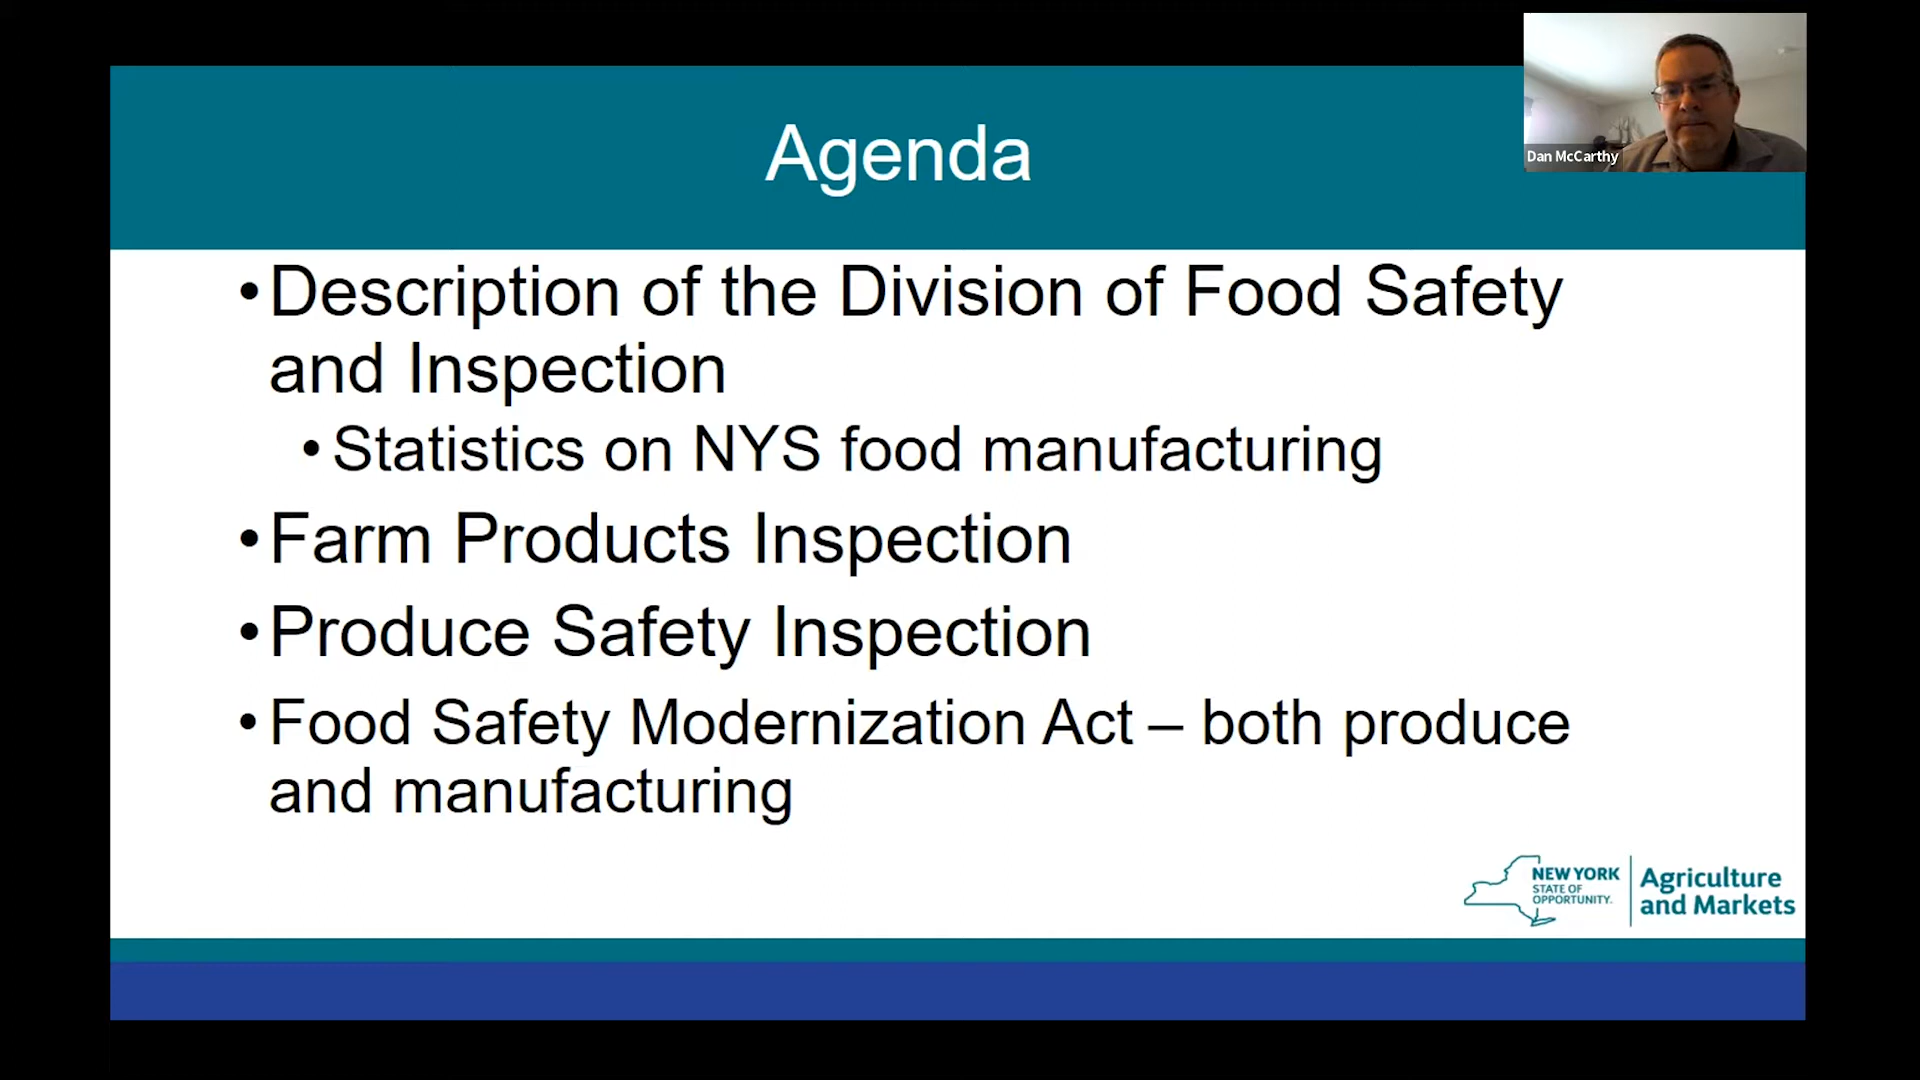 Agenda
Dan McCarthy
•Description of the Division of Food Safety
and Inspection
•Statistics on NYS food manufacturing
•Farm Products Inspection
•Produce Safety Inspection
•Food Safety Modernization Act – both produce
and manufacturing
NEW YORK
STATE OF
OPPORTUNITY.
Agriculture
and Markets